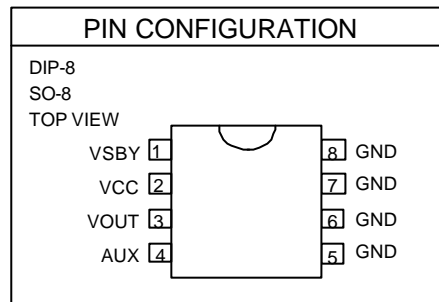 PIN CONFIGURATION
DIP-8
SO-8
TOP VIEW
VSBY 1 8 GND
VCC 2 7 GND
VOUT 3 6 GND
AUX 4 5 GND